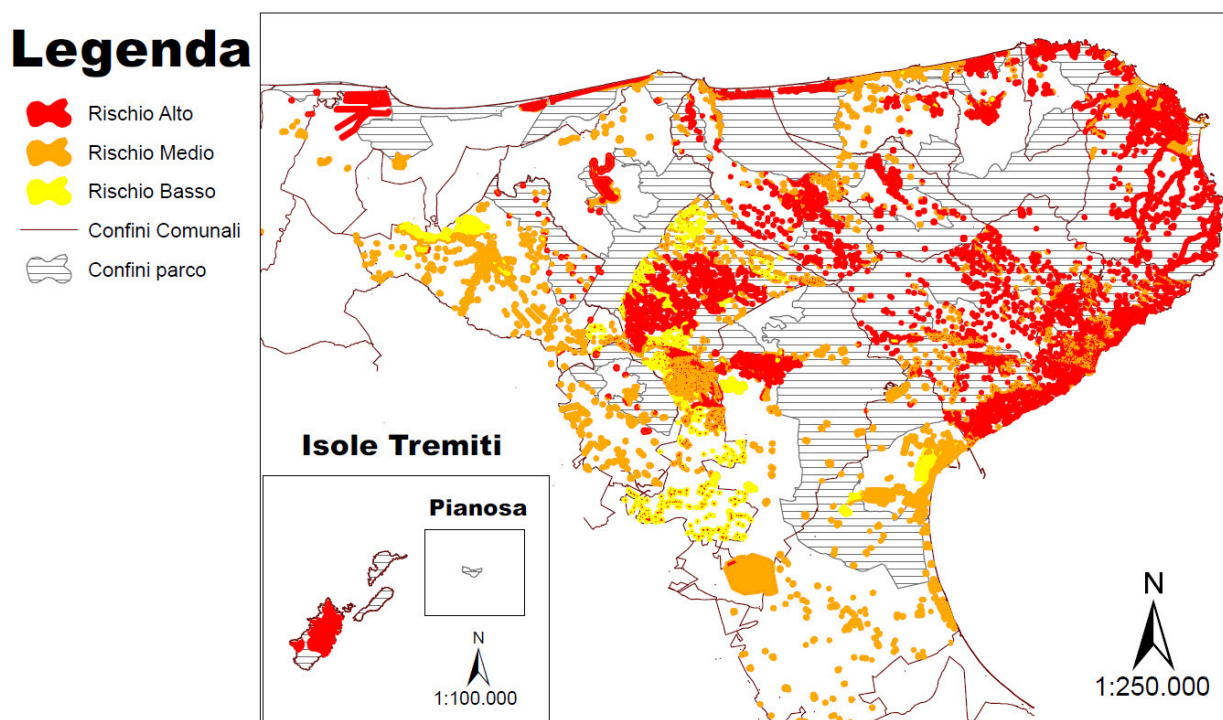 Legenda
Rischio Alto
Rischio Medio
Rischio Basso
Confini Comunali
Confini parco
Isole Tremiti
Pianosa
N
1:100.000
N
1:250.000